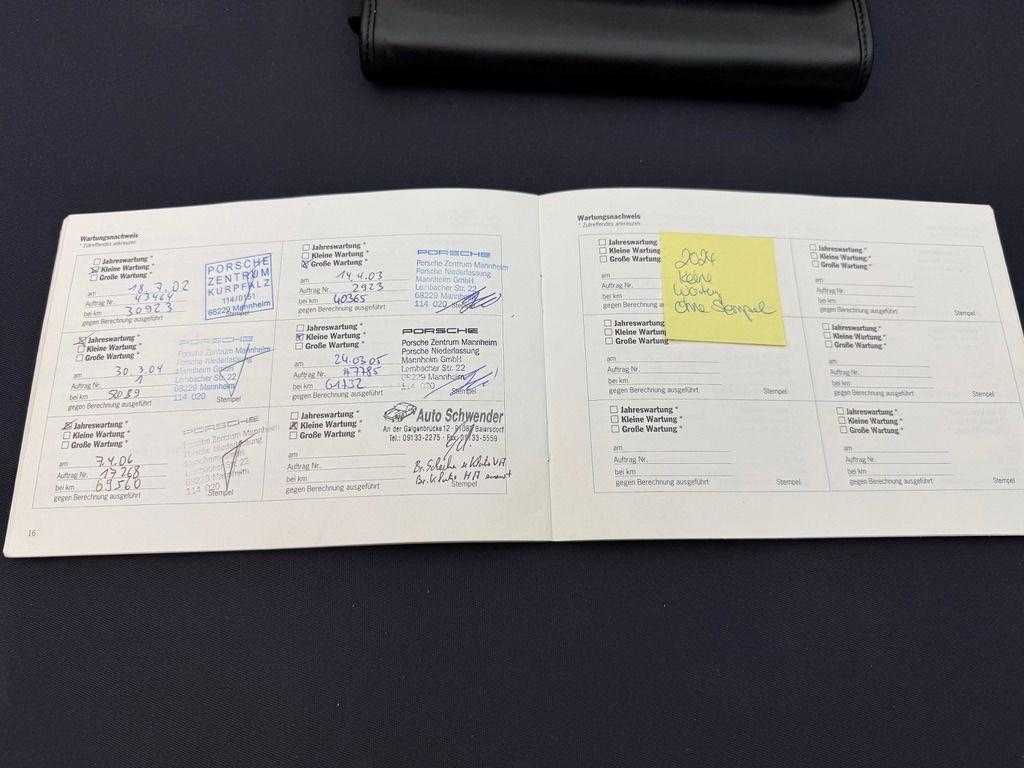 Wartungsnachweis
* Zutreffendes ankreuzen
Jahreswartung *
Kleine Wartung *
Große Wartung *
am 18.7.02
Auftrag Nr. 43464
bei km 30923
gegen Berechnung ausgeführt
PORSCHE
ZENTRUM
KURPFALZ
114/0151
68229 Mannheim
Stempel
Jahreswartung *
Kleine Wartung *
Große Wartung *
am 14.4.03
Auftrag Nr. 2923
bei km 40365
gegen Berechnung ausgeführt
PORSCHE
Porsche Zentrum Mannheim
Porsche Niederlassung
Mannheim GmbH
Lembacher Str. 22
68229 Mannheim
114 020
Stempel
Jahreswartung *
Kleine Wartung *
Große Wartung *
am 30.3.04
Auftrag Nr. 1
bei km 5089
gegen Berechnung ausgeführt
PORSCHE
Porsche Zentrum Mannheim
Porsche Niederlassung
Mannheim GmbH
Lembacher Str. 22
68229 Mannheim
114 020
Stempel
Jahreswartung *
Kleine Wartung *
Große Wartung *
am 24.03.05
Auftrag Nr. #7785
bei km 61732
gegen Berechnung ausgeführt
PORSCHE
Porsche Zentrum Mannheim
Porsche Niederlassung
Mannheim GmbH
Lembacher Str. 22
68229 Mannheim
114 020
Stempel
Jahreswartung *
Kleine Wartung *
Große Wartung *
am 7.4.06
Auftrag Nr. 17268
bei km 69560
gegen Berechnung ausgeführt
PORSCHE
Porsche Zentrum Mannheim
Porsche Niederlassung
Mannheim GmbH
Lembacher Str. 22
68229 Mannheim
114 020
Stempel
Jahreswartung *
Kleine Wartung *
Große Wartung *
am
Auftrag Nr.
bei km
gegen Berechnung ausgeführt
Auto Schwender
An der Galgenbrücke 12 · 91083 Baiersdorf
Tel.: 09133-2275 · Fax: 09133-5559
Stempel
16
Wartungsnachweis
* Zutreffendes ankreuzen
Jahreswartung
Kleine Wartung
Große Wartung
am
Auftrag Nr.
bei km
gegen Berechnung ausgeführt
2024
keine
ohne Stempel
Jahreswartung *
Kleine Wartung *
Große Wartung *
am
Auftrag Nr.
bei km
gegen Berechnung ausgeführt
Stempel
Jahreswartung
Kleine Wartung
Große Wartung *
am
Auftrag Nr.
bei km
gegen Berechnung ausgeführt
Stempel
Jahreswartung *
Kleine Wartung *
Große Wartung *
am
Auftrag Nr.
bei km
gegen Berechnung ausgeführt
Stempel
Jahreswartung *
Kleine Wartung *
Große Wartung *
am
Auftrag Nr.
bei km
gegen Berechnung ausgeführt
Stempel
Jahreswartung *
Kleine Wartung *
Große Wartung *
am
Auftrag Nr.
bei km
gegen Berechnung ausgeführt
Stempel